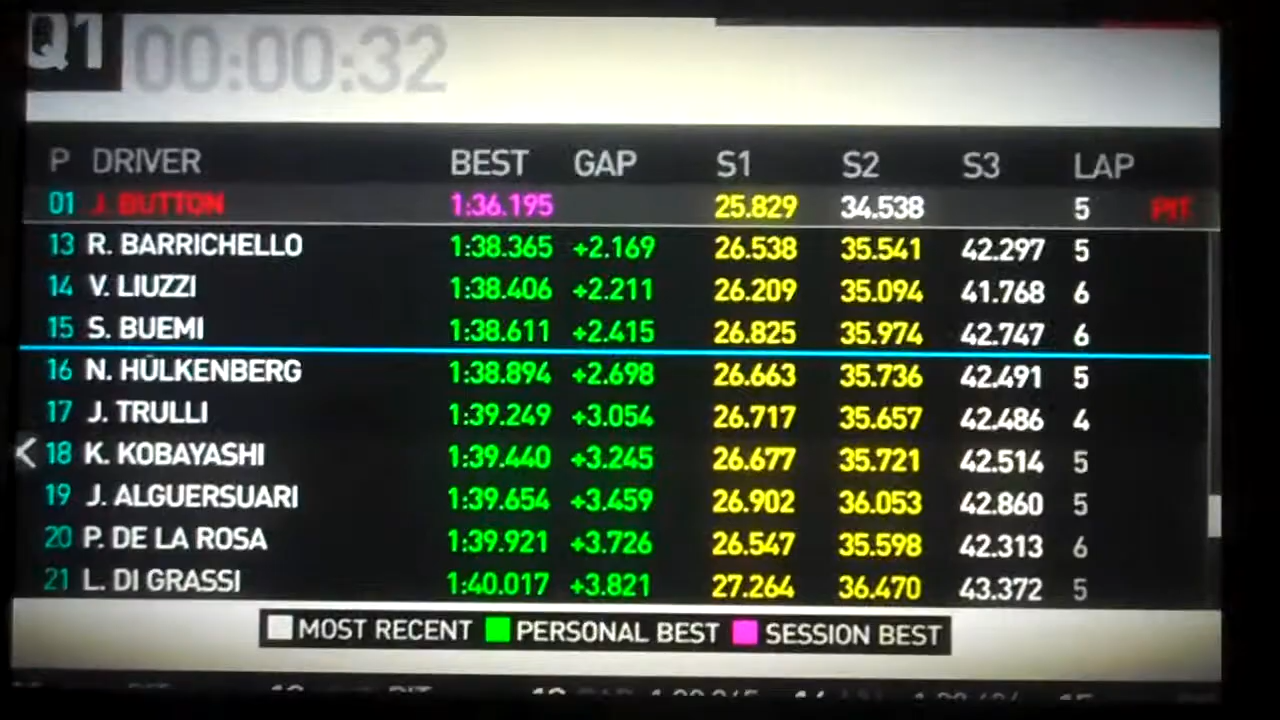 Q1 00:00:32
P DRIVER BEST GAP S1 S2 S3 LAP
01 J. BUTTON 1:36.195 25.829 34.538 5 PIT
13 R. BARRICHELLO 1:38.365 +2.169 26.538 35.541 42.297 5
14 V. LIUZZI 1:38.406 +2.211 26.209 35.094 41.768 6
15 S. BUEMI 1:38.611 +2.415 26.825 35.974 42.747 6
16 N. HÜLKENBERG 1:38.894 +2.698 26.663 35.736 42.491 5
17 J. TRULLI 1:39.249 +3.054 26.717 35.657 42.486 4
18 K. KOBAYASHI 1:39.440 +3.245 26.677 35.721 42.514 5
19 J. ALGUERSUARI 1:39.654 +3.459 26.902 36.053 42.860 5
20 P. DE LA ROSA 1:39.921 +3.726 26.547 35.598 42.313 6
21 L. DI GRASSI 1:40.017 +3.821 27.264 36.470 43.372 5
MOST RECENT PERSONAL BEST SESSION BEST